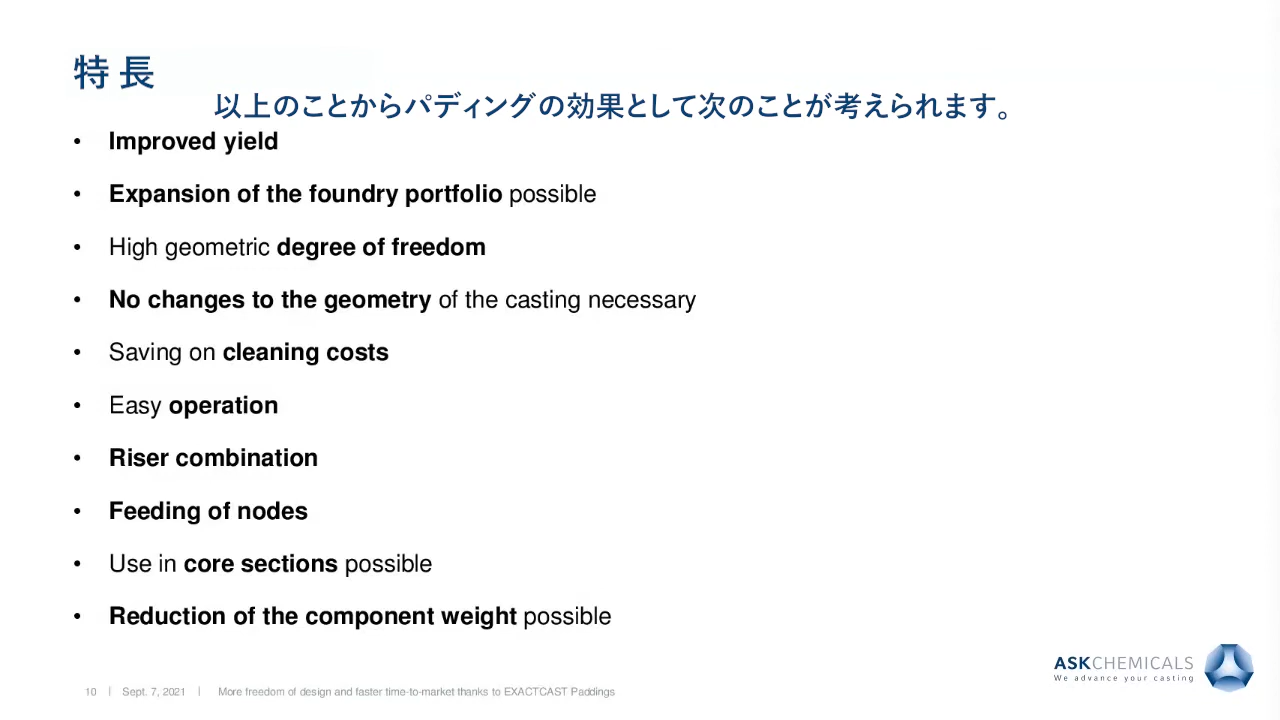 特長
以上のことからパディングの効果として次のことが考えられます。
• Improved yield
• Expansion of the foundry portfolio possible
• High geometric degree of freedom
• No changes to the geometry of the casting necessary
• Saving on cleaning costs
• Easy operation
• Riser combination
• Feeding of nodes
• Use in core sections possible
• Reduction of the component weight possible
ASKCHEMICALS
We advance your casting
10 | Sept. 7, 2021 | More freedom of design and faster time-to-market thanks to EXACTCAST Paddings